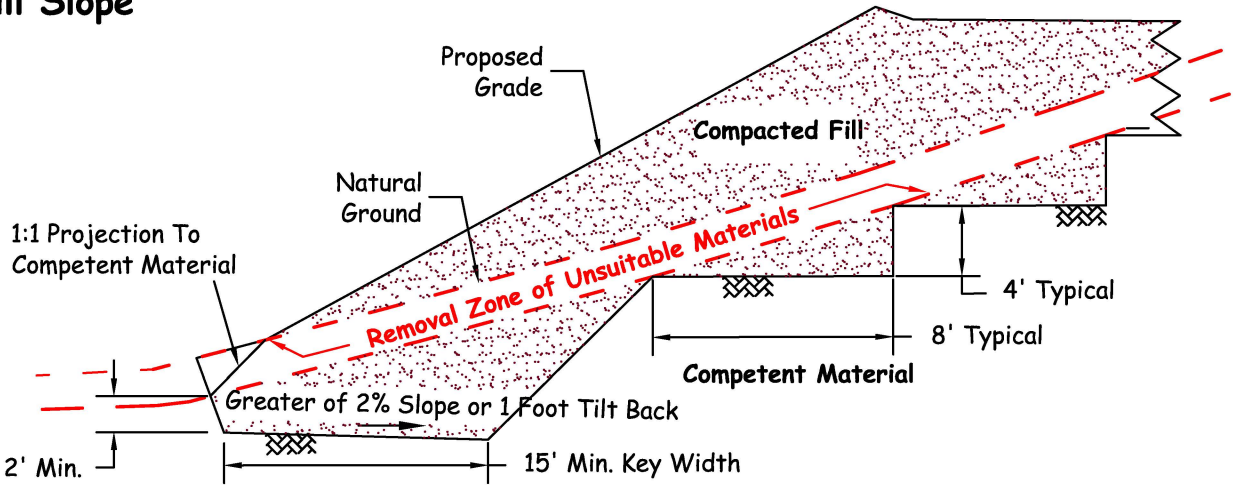 Slope
Proposed
Grade
Compacted Fill
Natural
Ground
1:1 Projection To
Competent Material
Removal Zone of Unsuitable Materials
4' Typical
8' Typical
Competent Material
Greater of 2% Slope or 1 Foot Tilt Back
2' Min.
15' Min. Key Width